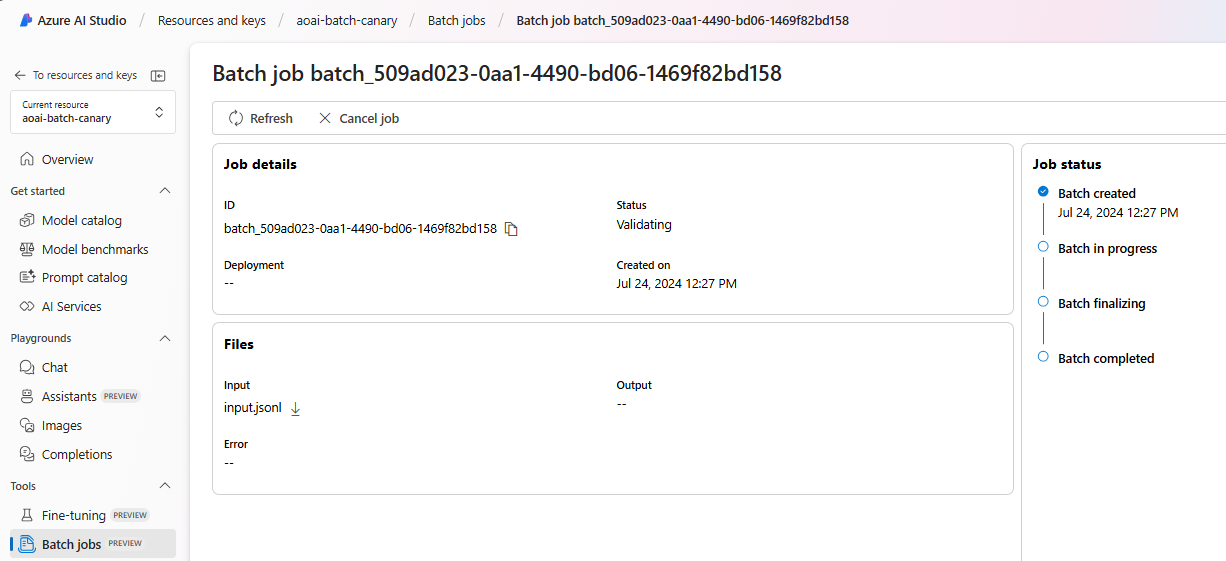 Azure AI Studio / Resources and keys / aoai-batch-canary / Batch jobs / Batch job batch_509ad023-0aa1-4490-bd06-1469f82bd158
To resources and keys
Current resource
aoai-batch-canary
Overview
Get started
Model catalog
Model benchmarks
Prompt catalog
AI Services
Playgrounds
Chat
Assistants PREVIEW
Images
Completions
Tools
Fine-tuning PREVIEW
Batch jobs PREVIEW
Batch job batch_509ad023-0aa1-4490-bd06-1469f82bd158
Refresh Cancel job
Job details
ID
batch_509ad023-0aa1-4490-bd06-1469f82bd158
Status
Validating
Deployment
--
Created on
Jul 24, 2024 12:27 PM
Files
Input
input.jsonl
Output
--
Error
--
Job status
Batch created
Jul 24, 2024 12:27 PM
Batch in progress
Batch finalizing
Batch completed